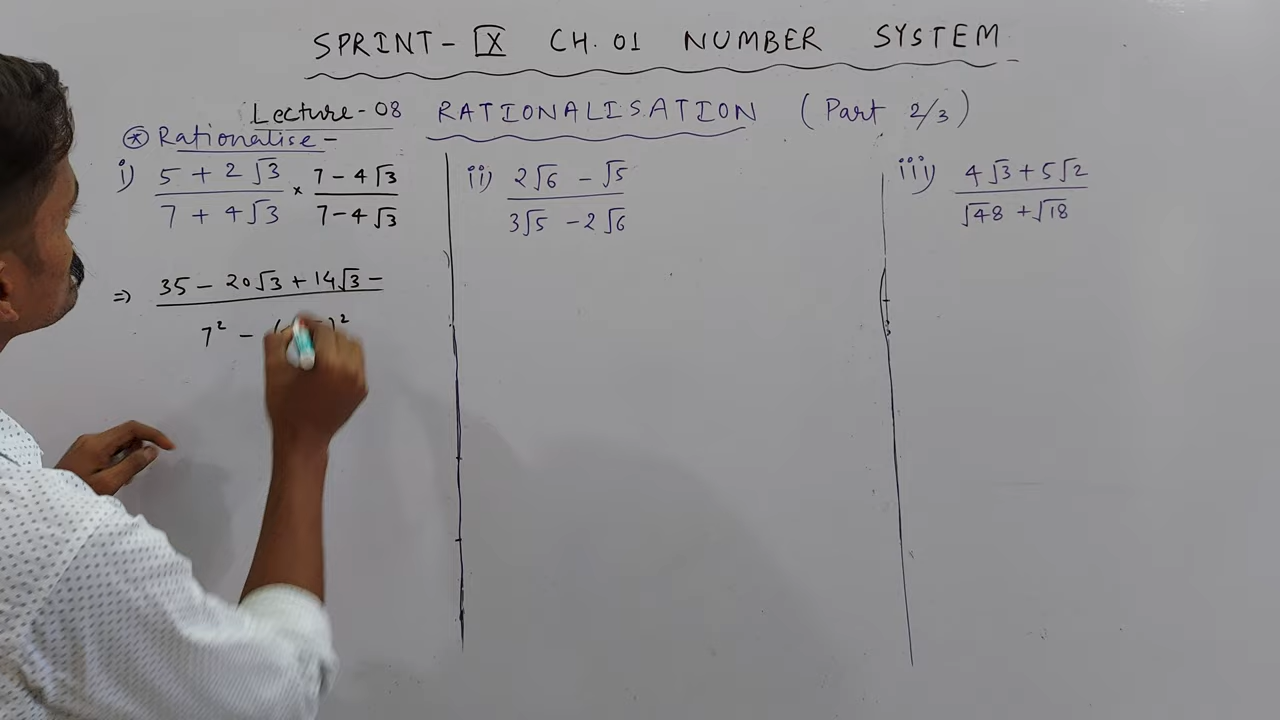 SPRINT-IX CH.01 NUMBER SYSTEM
Lecture-08 RATIONALISATION (Part 2/3)
⊛ Rationalise-
i) (5 + 2√3)/(7 + 4√3) × (7 - 4√3)/(7 - 4√3)
⇒ (35 - 20√3 + 14√3 -)/(7² - ( )²)
ii) (2√6 - √5)/(3√5 - 2√6)
iii) (4√3 + 5√2)/(√48 + √18)